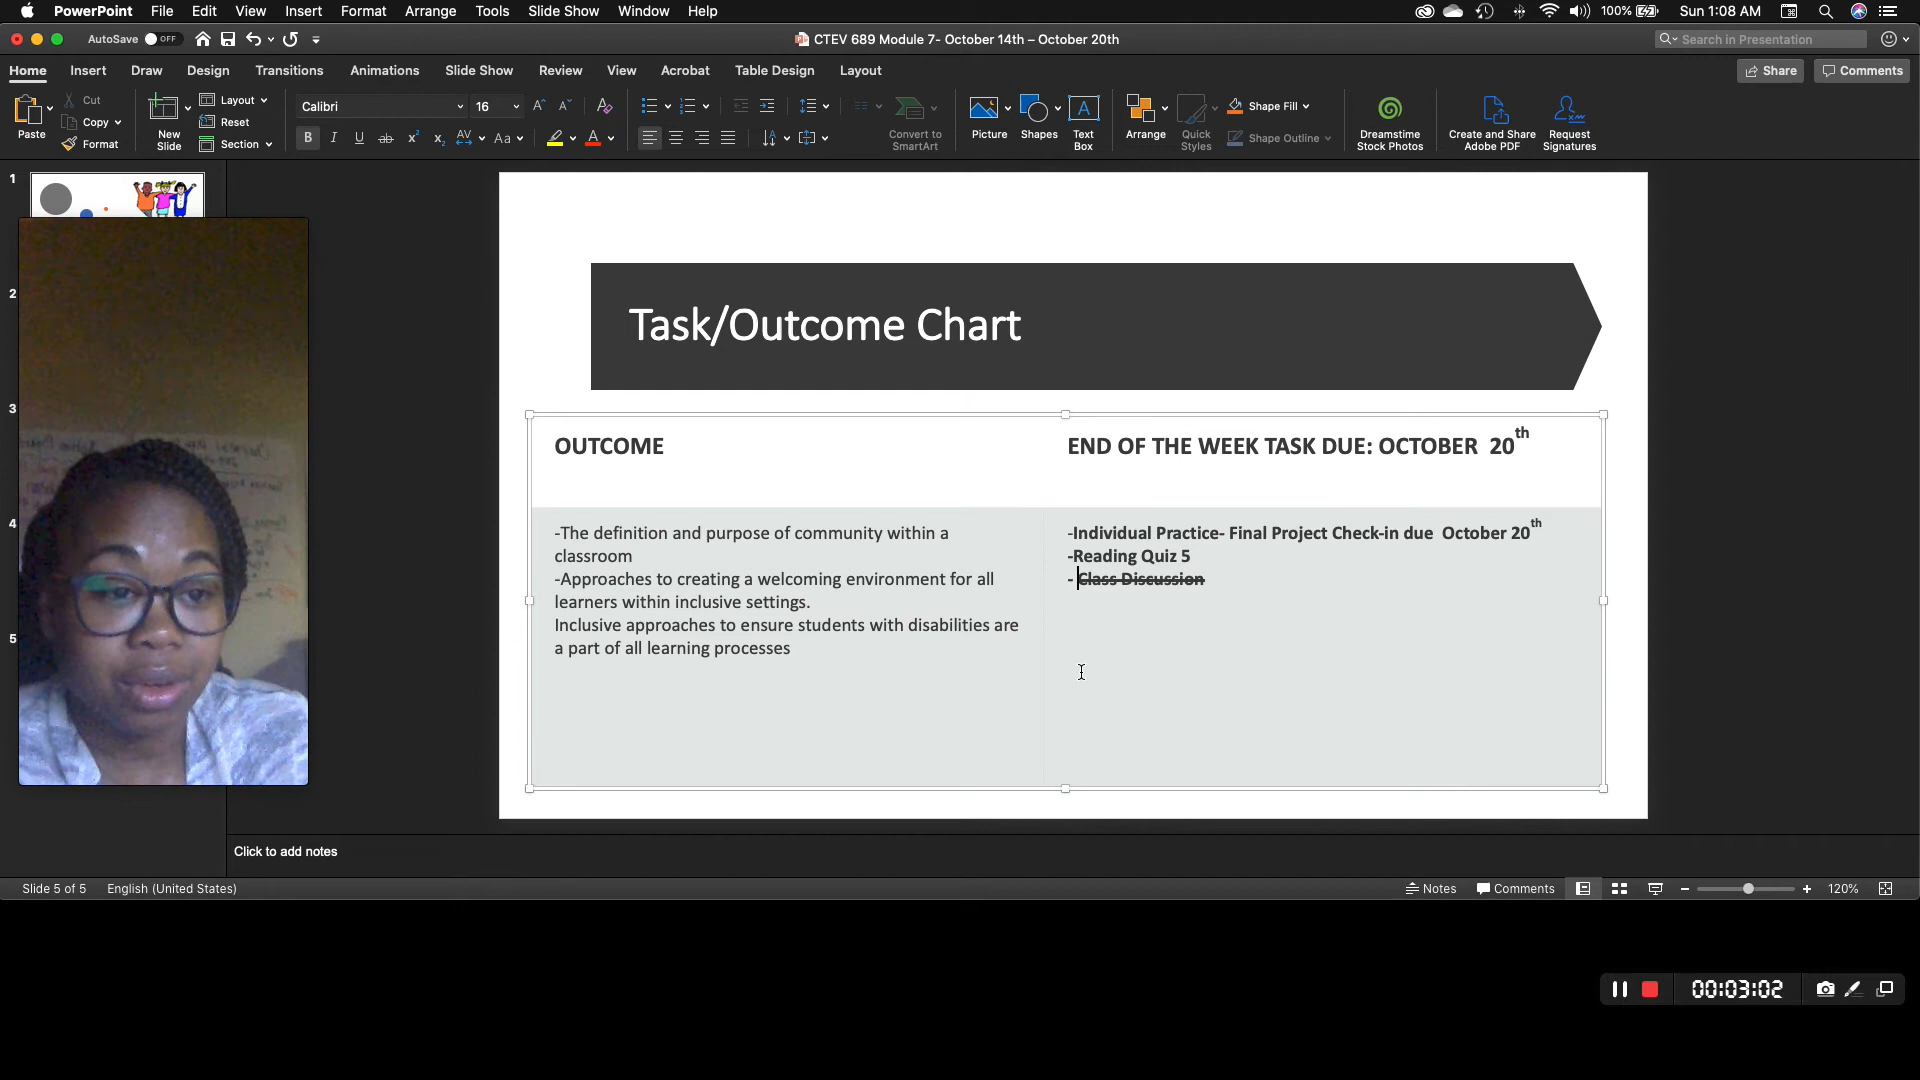 PowerPoint File Edit View Insert Format Arrange Tools Slide Show Window Help 100% Sun 1:08 AM
AutoSave OFF CTEV 689 Module 7- October 14th – October 20th Search in Presentation
Home Insert Draw Design Transitions Animations Slide Show Review View Acrobat Table Design Layout Share Comments
Paste Cut Copy Format
New Slide Layout Reset Section
Calibri 16
Convert to SmartArt
Picture Shapes Text Box Arrange Quick Styles Shape Fill Shape Outline
Dreamstime Stock Photos Create and Share Adobe PDF Request Signatures
1
2
3
4
5
Task/Outcome Chart
OUTCOME
END OF THE WEEK TASK DUE: OCTOBER 20th
-The definition and purpose of community within a
classroom
-Approaches to creating a welcoming environment for all
learners within inclusive settings.
Inclusive approaches to ensure students with disabilities are
a part of all learning processes
-Individual Practice- Final Project Check-in due October 20th
-Reading Quiz 5
- Class Discussion
Click to add notes
Slide 5 of 5 English (United States) Notes Comments 120%
00:03:02